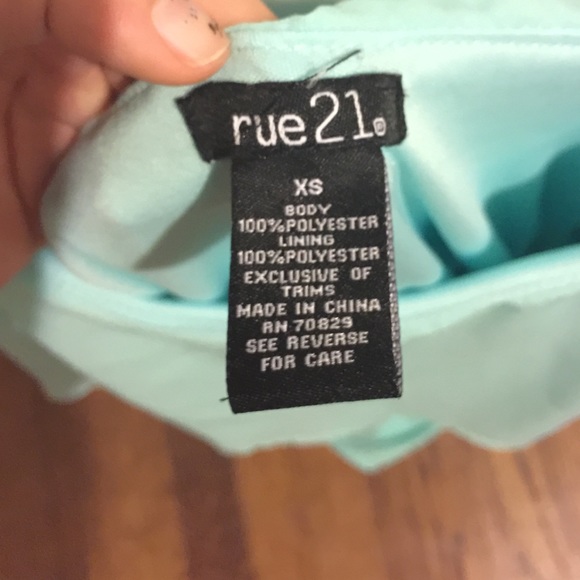 rue21®
XS
BODY
100%POLYESTER
LINING
100%POLYESTER
EXCLUSIVE OF
TRIMS
MADE IN CHINA
RN 70829
SEE REVERSE
FOR CARE